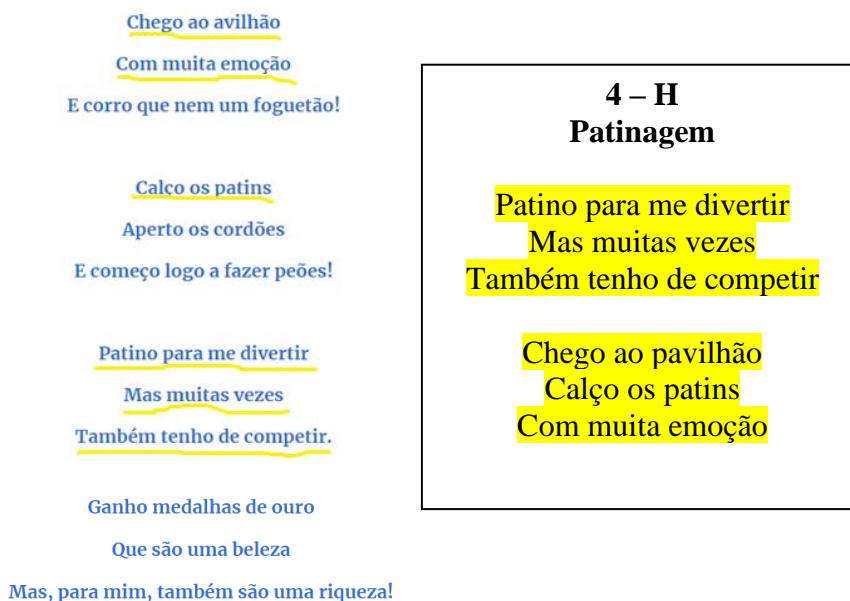 Chego ao avilhão
Com muita emoção
E corro que nem um foguetão!
Calco os patins
Aperto os cordões
E começo logo a fazer peões!
Patino para me divertir
Mas muitas vezes
Também tenho de competir.
Ganho medalhas de ouro
Que são uma beleza
Mas, para mim, também são uma riqueza!
4 – H
Patinagem
Patino para me divertir
Mas muitas vezes
Também tenho de competir
Chego ao pavilhão
Calço os patins
Com muita emoção